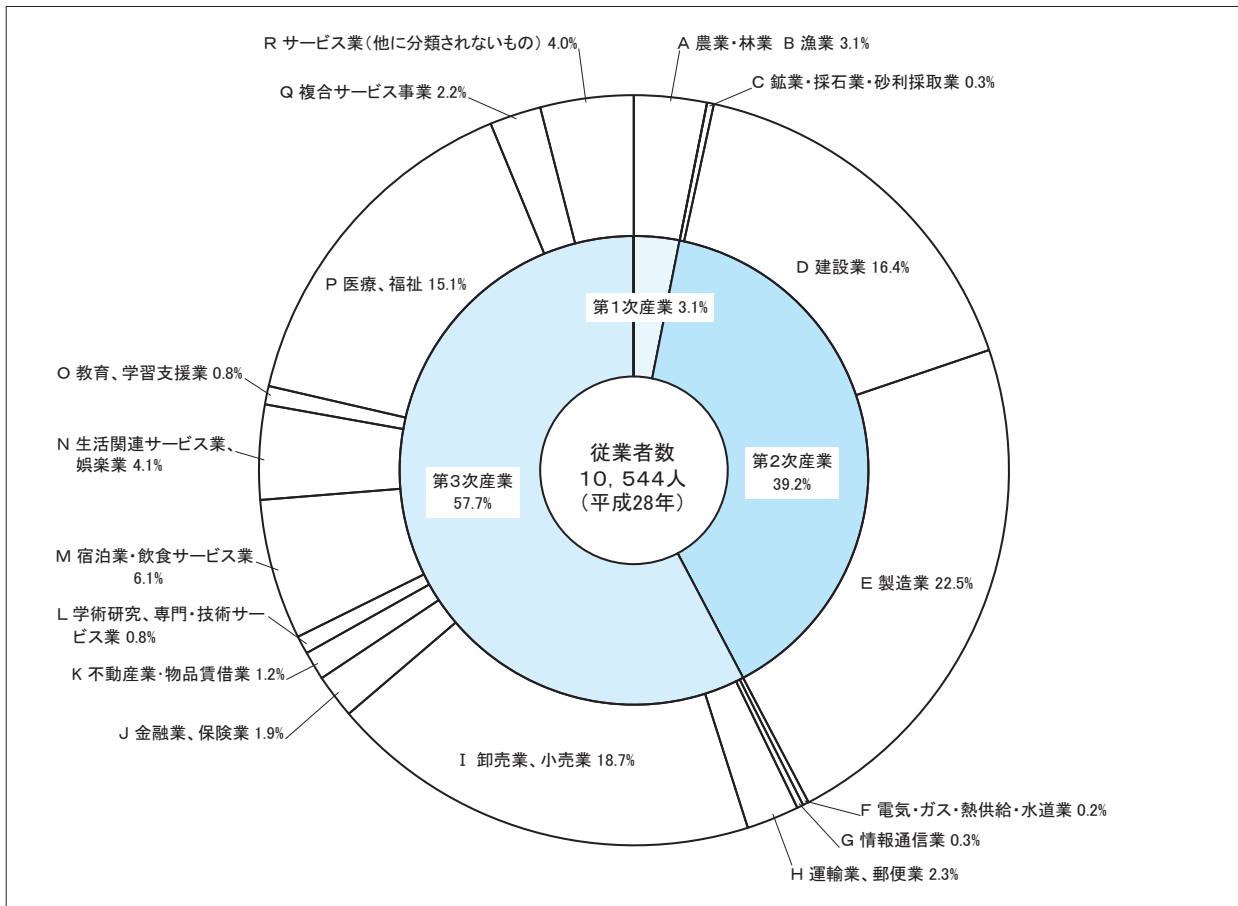 R サービス業(他に分類されないもの) 4.0%
A 農業・林業 B 漁業 3.1%
Q 複合サービス事業 2.2%
C 鉱業・採石業・砂利採取業 0.3%
D 建設業 16.4%
P 医療、福祉 15.1%
第1次産業 3.1%
O 教育、学習支援業 0.8%
N 生活関連サービス業、
娯楽業 4.1%
第3次産業
57.7%
従業者数
10,544人
(平成28年)
第2次産業
39.2%
M 宿泊業・飲食サービス業
6.1%
E 製造業 22.5%
L 学術研究、専門・技術サー
ビス業 0.8%
K 不動産業・物品賃借業 1.2%
J 金融業、保険業 1.9%
I 卸売業、小売業 18.7%
F 電気・ガス・熱供給・水道業 0.2%
G 情報通信業 0.3%
H 運輸業、郵便業 2.3%